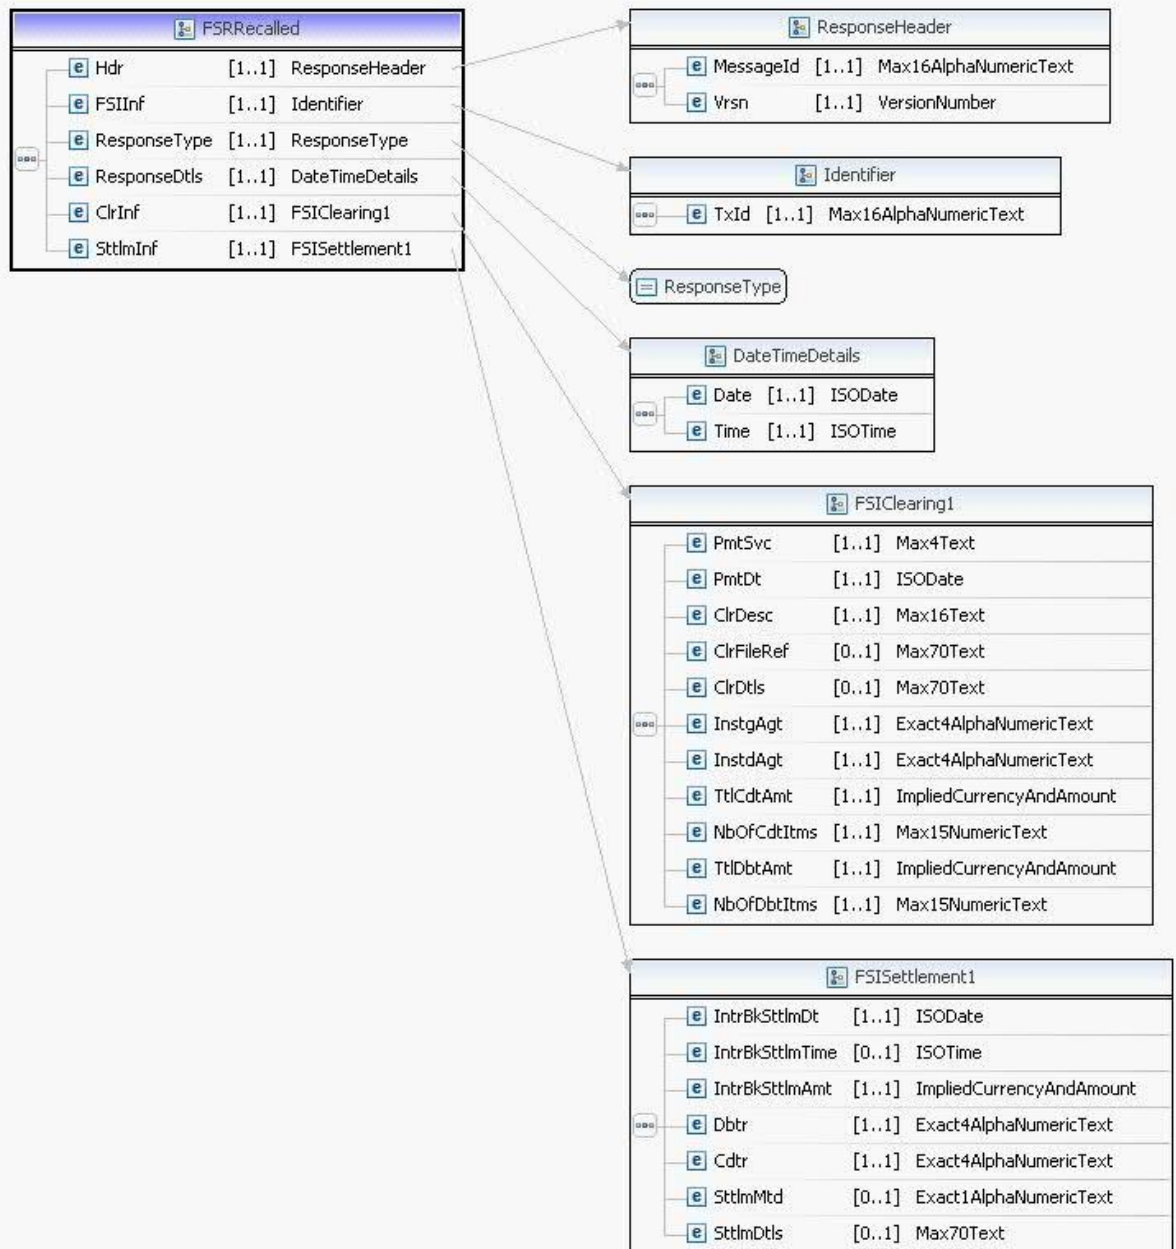 FSRRecalled
Hdr [1..1] ResponseHeader
FSIInf [1..1] Identifier
ResponseType [1..1] ResponseType
ResponseDtls [1..1] DateTimeDetails
ClrInf [1..1] FSIClearing1
SttlmInf [1..1] FSISettlement1
ResponseHeader
MessageId [1..1] Max16AlphaNumericText
Vrsn [1..1] VersionNumber
Identifier
TxId [1..1] Max16AlphaNumericText
ResponseType
DateTimeDetails
Date [1..1] ISODate
Time [1..1] ISOTime
FSIClearing1
PmtSvc [1..1] Max4Text
PmtDt [1..1] ISODate
ClrDesc [1..1] Max16Text
ClrFileRef [0..1] Max70Text
ClrDtls [0..1] Max70Text
InstgAgt [1..1] Exact4AlphaNumericText
InstdAgt [1..1] Exact4AlphaNumericText
TtlCdtAmt [1..1] ImpliedCurrencyAndAmount
NbOfCdtItms [1..1] Max15NumericText
TtlDbtAmt [1..1] ImpliedCurrencyAndAmount
NbOfDbtItms [1..1] Max15NumericText
FSISettlement1
IntrBkSttlmDt [1..1] ISODate
IntrBkSttlmTime [0..1] ISOTime
IntrBkSttlmAmt [1..1] ImpliedCurrencyAndAmount
Dbtr [1..1] Exact4AlphaNumericText
Cdtr [1..1] Exact4AlphaNumericText
SttlmMtd [0..1] Exact1AlphaNumericText
SttlmDtls [0..1] Max70Text